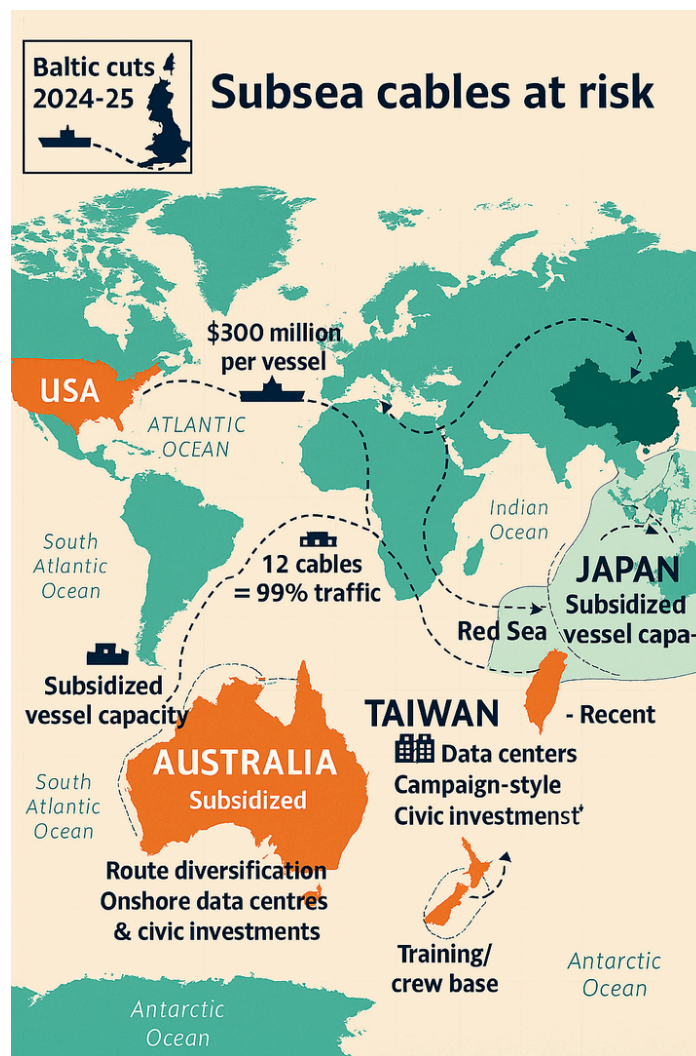 Baltic cuts
2024-25
Subsea cables at risk
$300 million
per vessel
USA
ATLANTIC
OCEAN
Indian
Ocean
South
Atlantic
Ocean
12 cables
= 99% traffic
JAPAN
Subsidized
vessel capa-
Red Sea
Subsidized
vessel capacity
TAIWAN
- Recent
Data centers
Campaign-style
Civic investmenst'
AUSTRALIA
Subsidized
South
Atlantic
Ocean
Route diversification
Onshore data centres
& civic investments
Training/
crew base
Antarctic
Ocean
Antarctic
Ocean